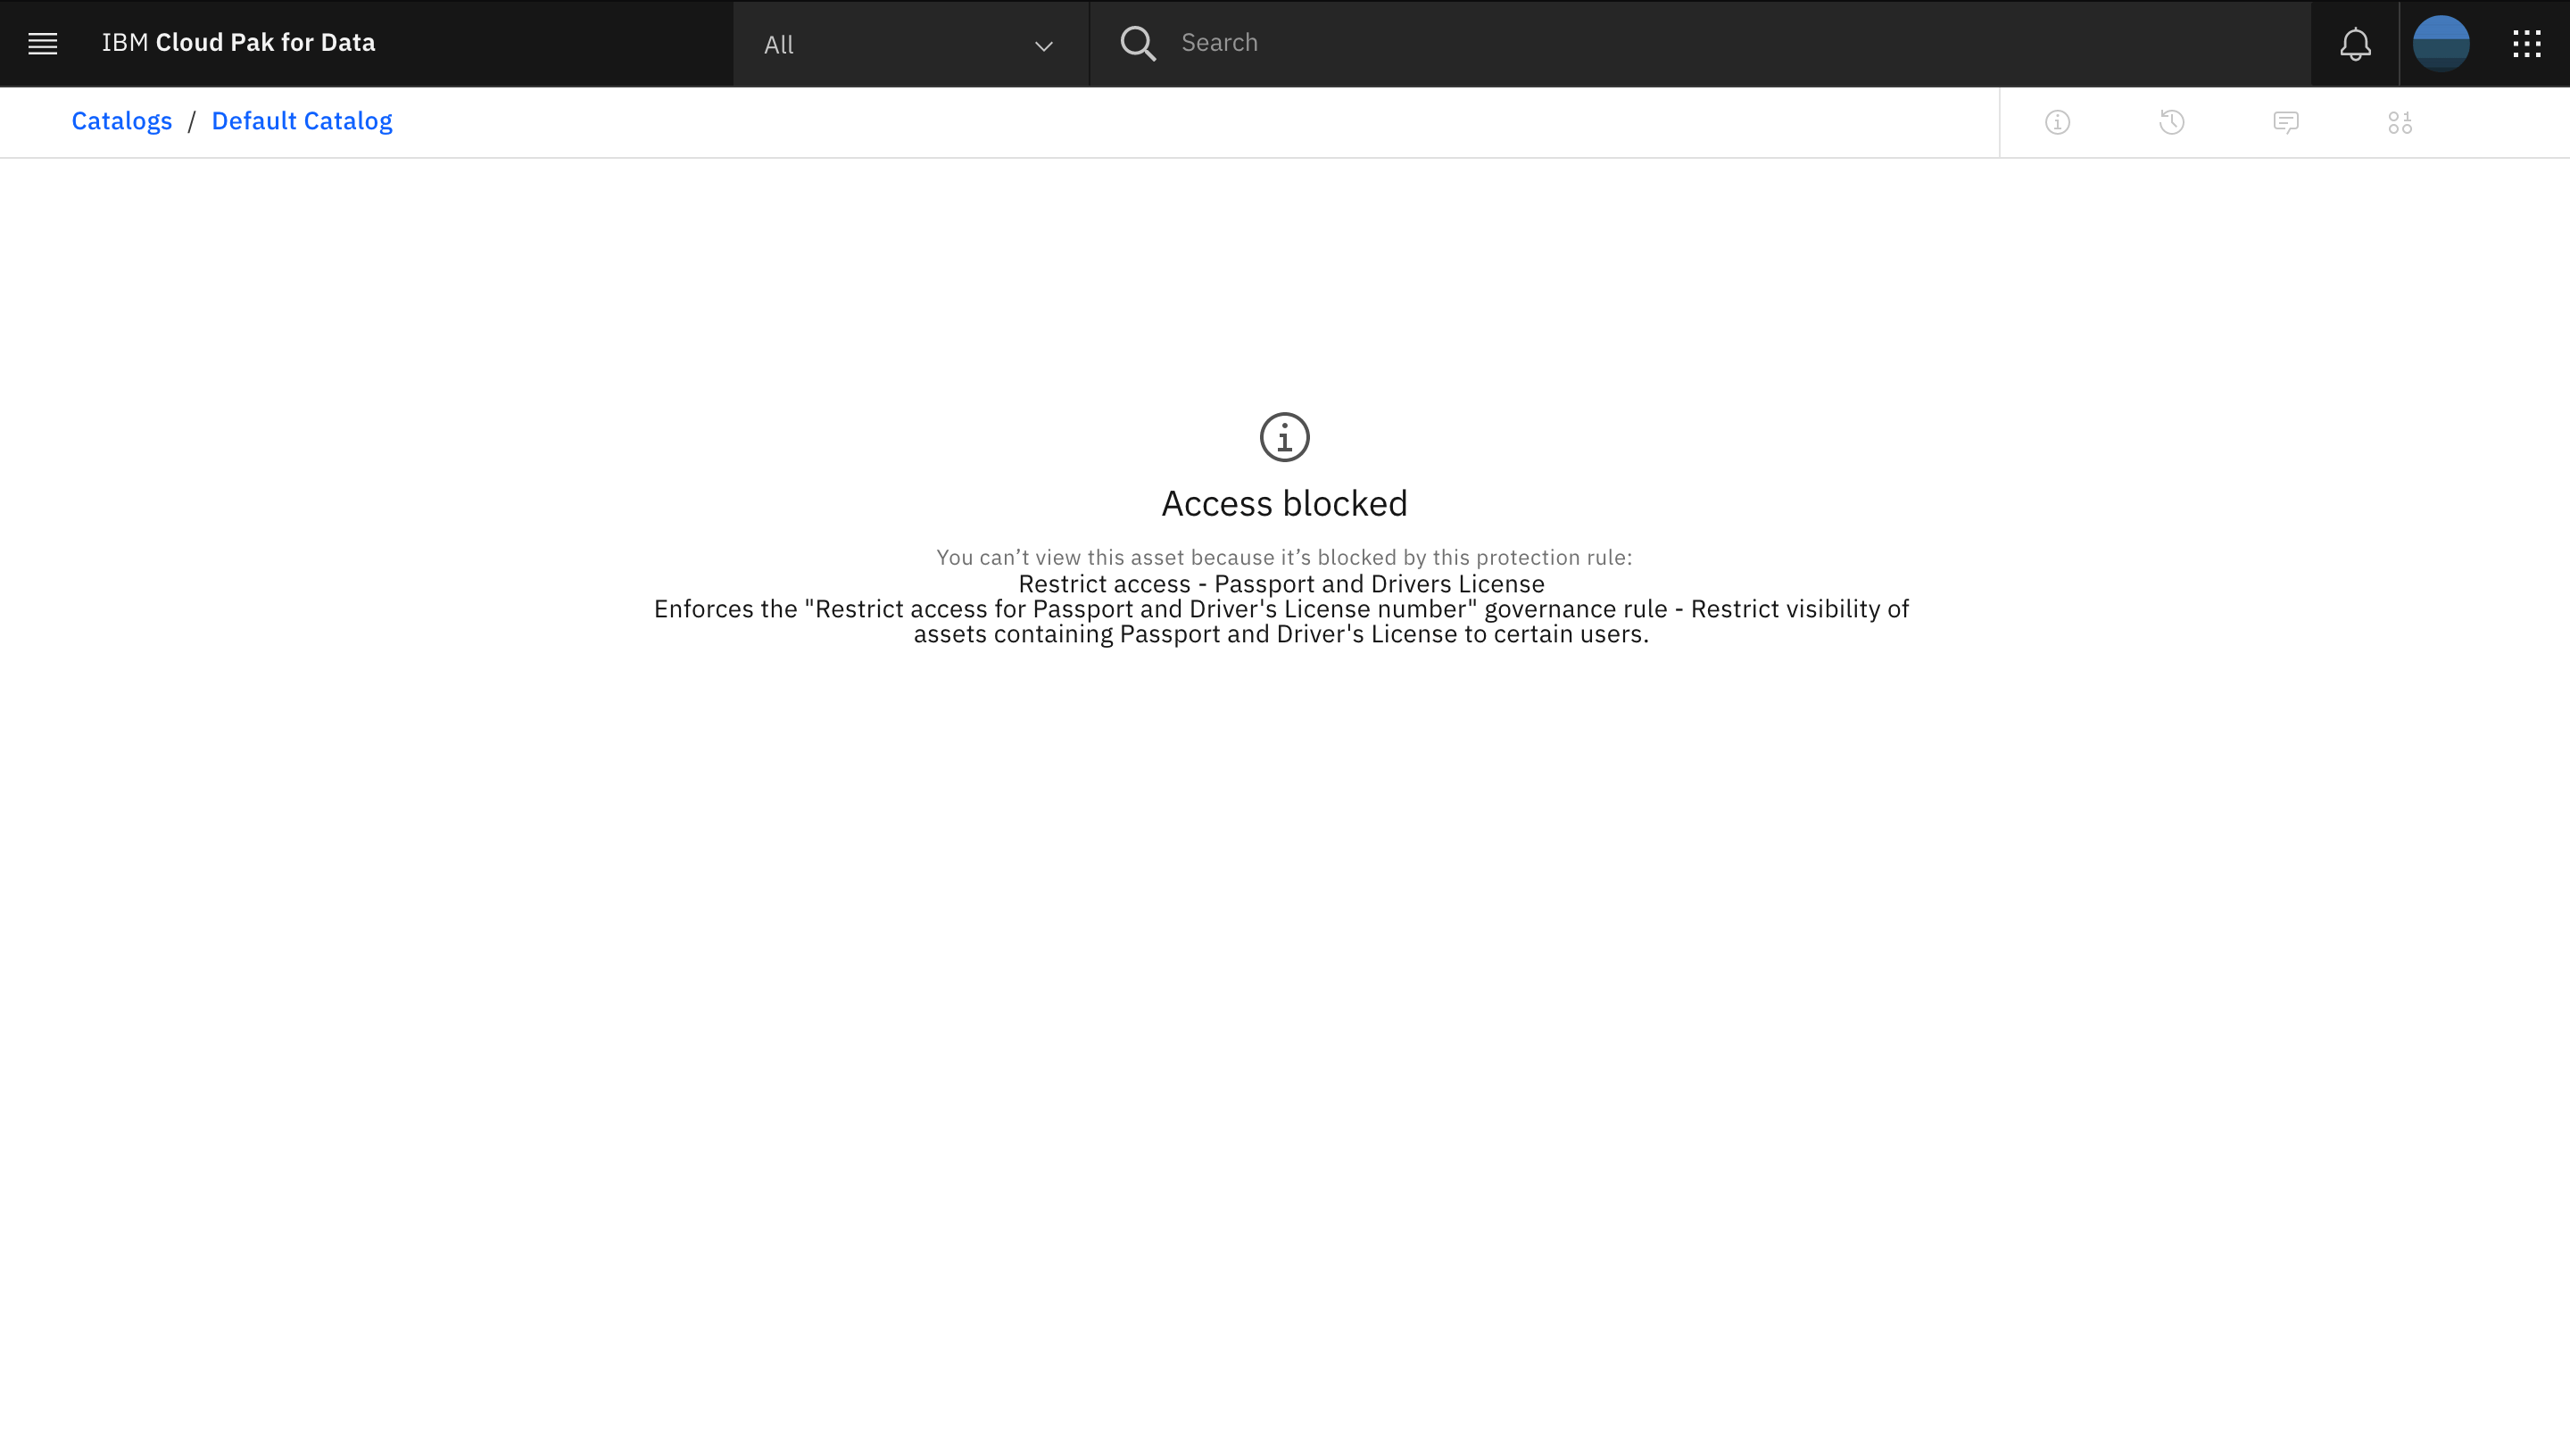 IBM Cloud Pak for Data
All
Search
Catalogs / Default Catalog
Access blocked
You can’t view this asset because it’s blocked by this protection rule:
Restrict access - Passport and Drivers License
Enforces the "Restrict access for Passport and Driver's License number" governance rule - Restrict visibility of
assets containing Passport and Driver's License to certain users.